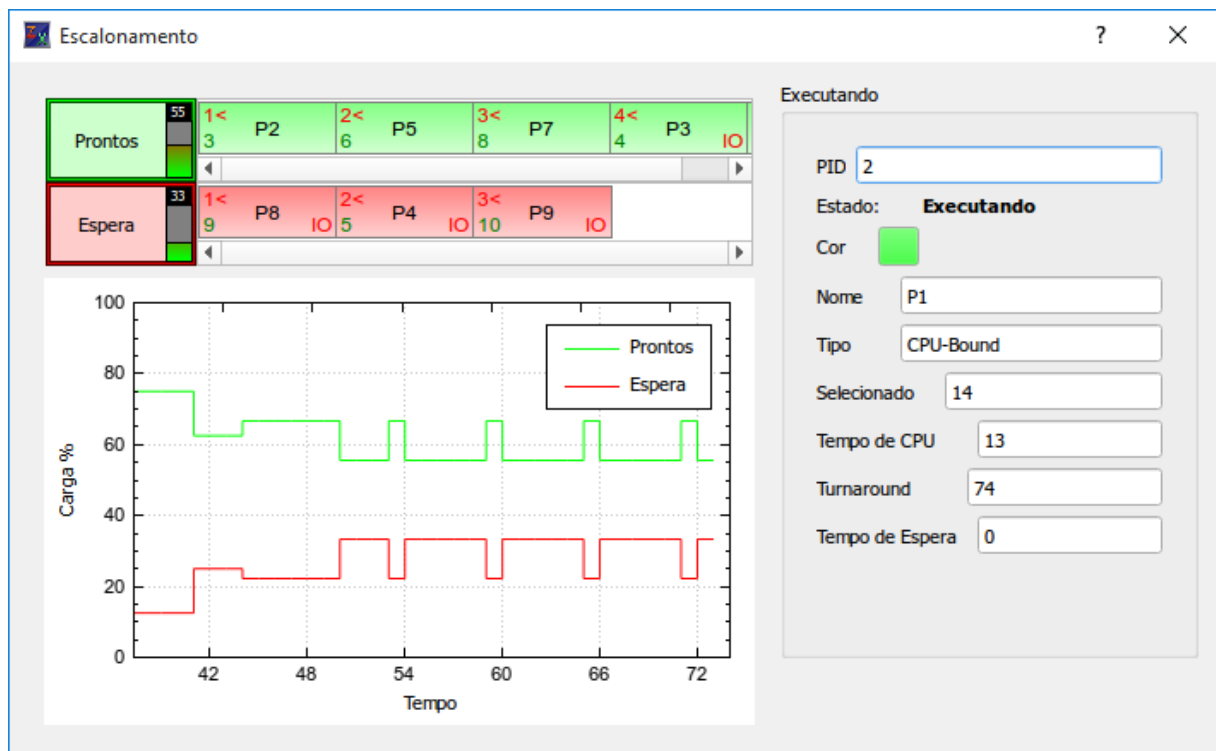 Escalonamento ?
Executando
Prontos 55 1< 3 P2 2< 6 P5 3< 8 P7 4< 4 P3 IO
Espera 33 1< 9 P8 IO 2< 5 P4 IO 3< 10 P9 IO
PID 2
Estado: Executando
Cor
Nome P1
Tipo CPU-Bound
Selecionado 14
Tempo de CPU 13
Turnaround 74
Tempo de Espera 0
Carga %
100
80
60
40
20
0
Prontos
Espera
42 48 54 60 66 72
Tempo